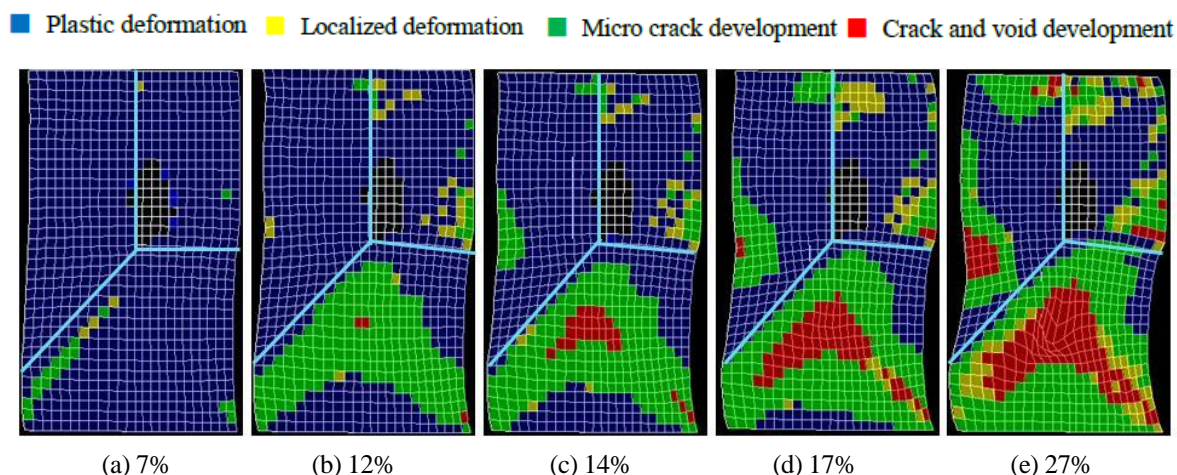 Plastic deformation Localized deformation Micro crack development Crack and void development
(a) 7% (b) 12% (c) 14% (d) 17% (e) 27%